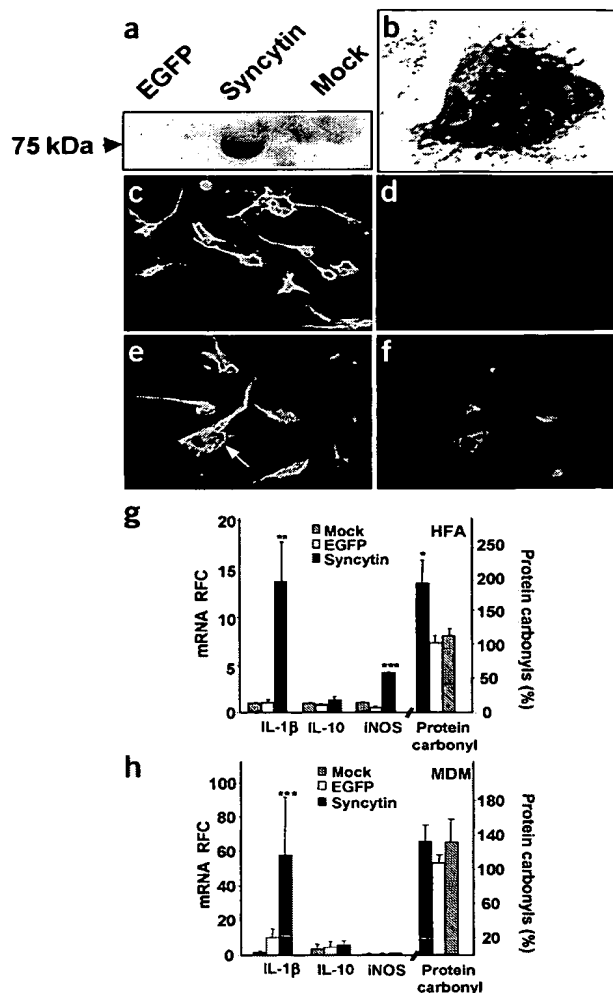 a
EGFP
Syncytin
Mock
b
75 kDa
c
d
e
f
g
20
15
10
5
0
mRNA RFC
Mock
EGFP
Syncytin
HFA
**
***
*
250
200
150
100
50
0
Protein carbonyls (%)
IL-1β
IL-10
iNOS
Protein
carbonyl
h
100
80
60
40
20
0
mRNA RFC
Mock
EGFP
Syncytin
MDM
***
180
140
100
60
20
Protein carbonyls (%)
IL-1β
IL-10
iNOS
Protein
carbonyl